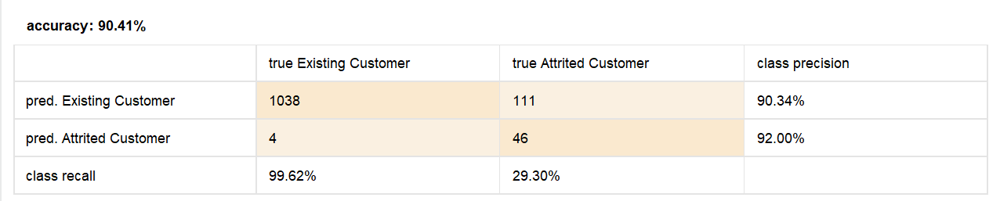 accuracy: 90.41%
true Existing Customer true Attrited Customer class precision
pred. Existing Customer 1038 111 90.34%
pred. Attrited Customer 4 46 92.00%
class recall 99.62% 29.30%